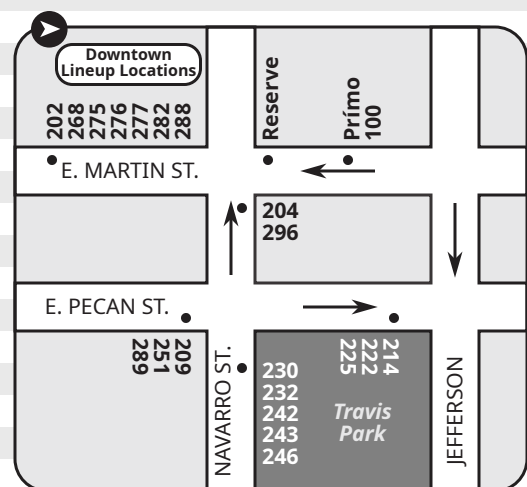 Downtown
Lineup Locations
202
268
275
276
277
282
288
Reserve
Prímo
100
E. MARTIN ST.
204
296
E. PECAN ST.
289
251
209
NAVARRO ST.
230
232
242
243
246
225
222
214
Travis
Park
JEFFERSON